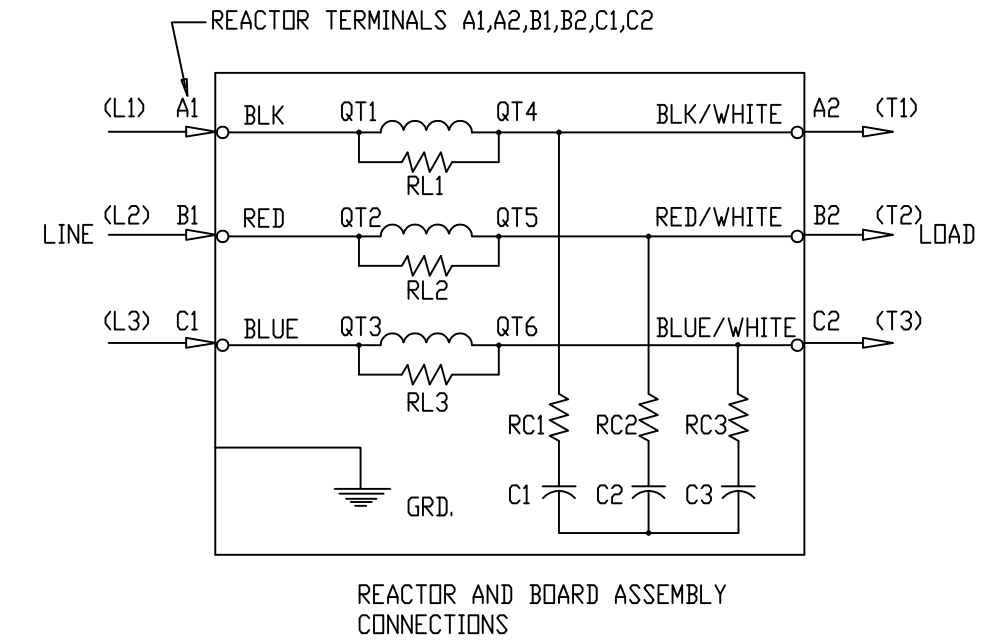 REACTOR TERMINALS A1,A2,B1,B2,C1,C2
(L1) A1 BLK QT1 QT4 BLK/WHITE A2 (T1)
RL1
LINE (L2) B1 RED QT2 QT5 RED/WHITE B2 (T2) LOAD
RL2
(L3) C1 BLUE QT3 QT6 BLUE/WHITE C2 (T3)
RL3
RC1 RC2 RC3
C1 C2 C3
GRD.
REACTOR AND BOARD ASSEMBLY
CONNECTIONS